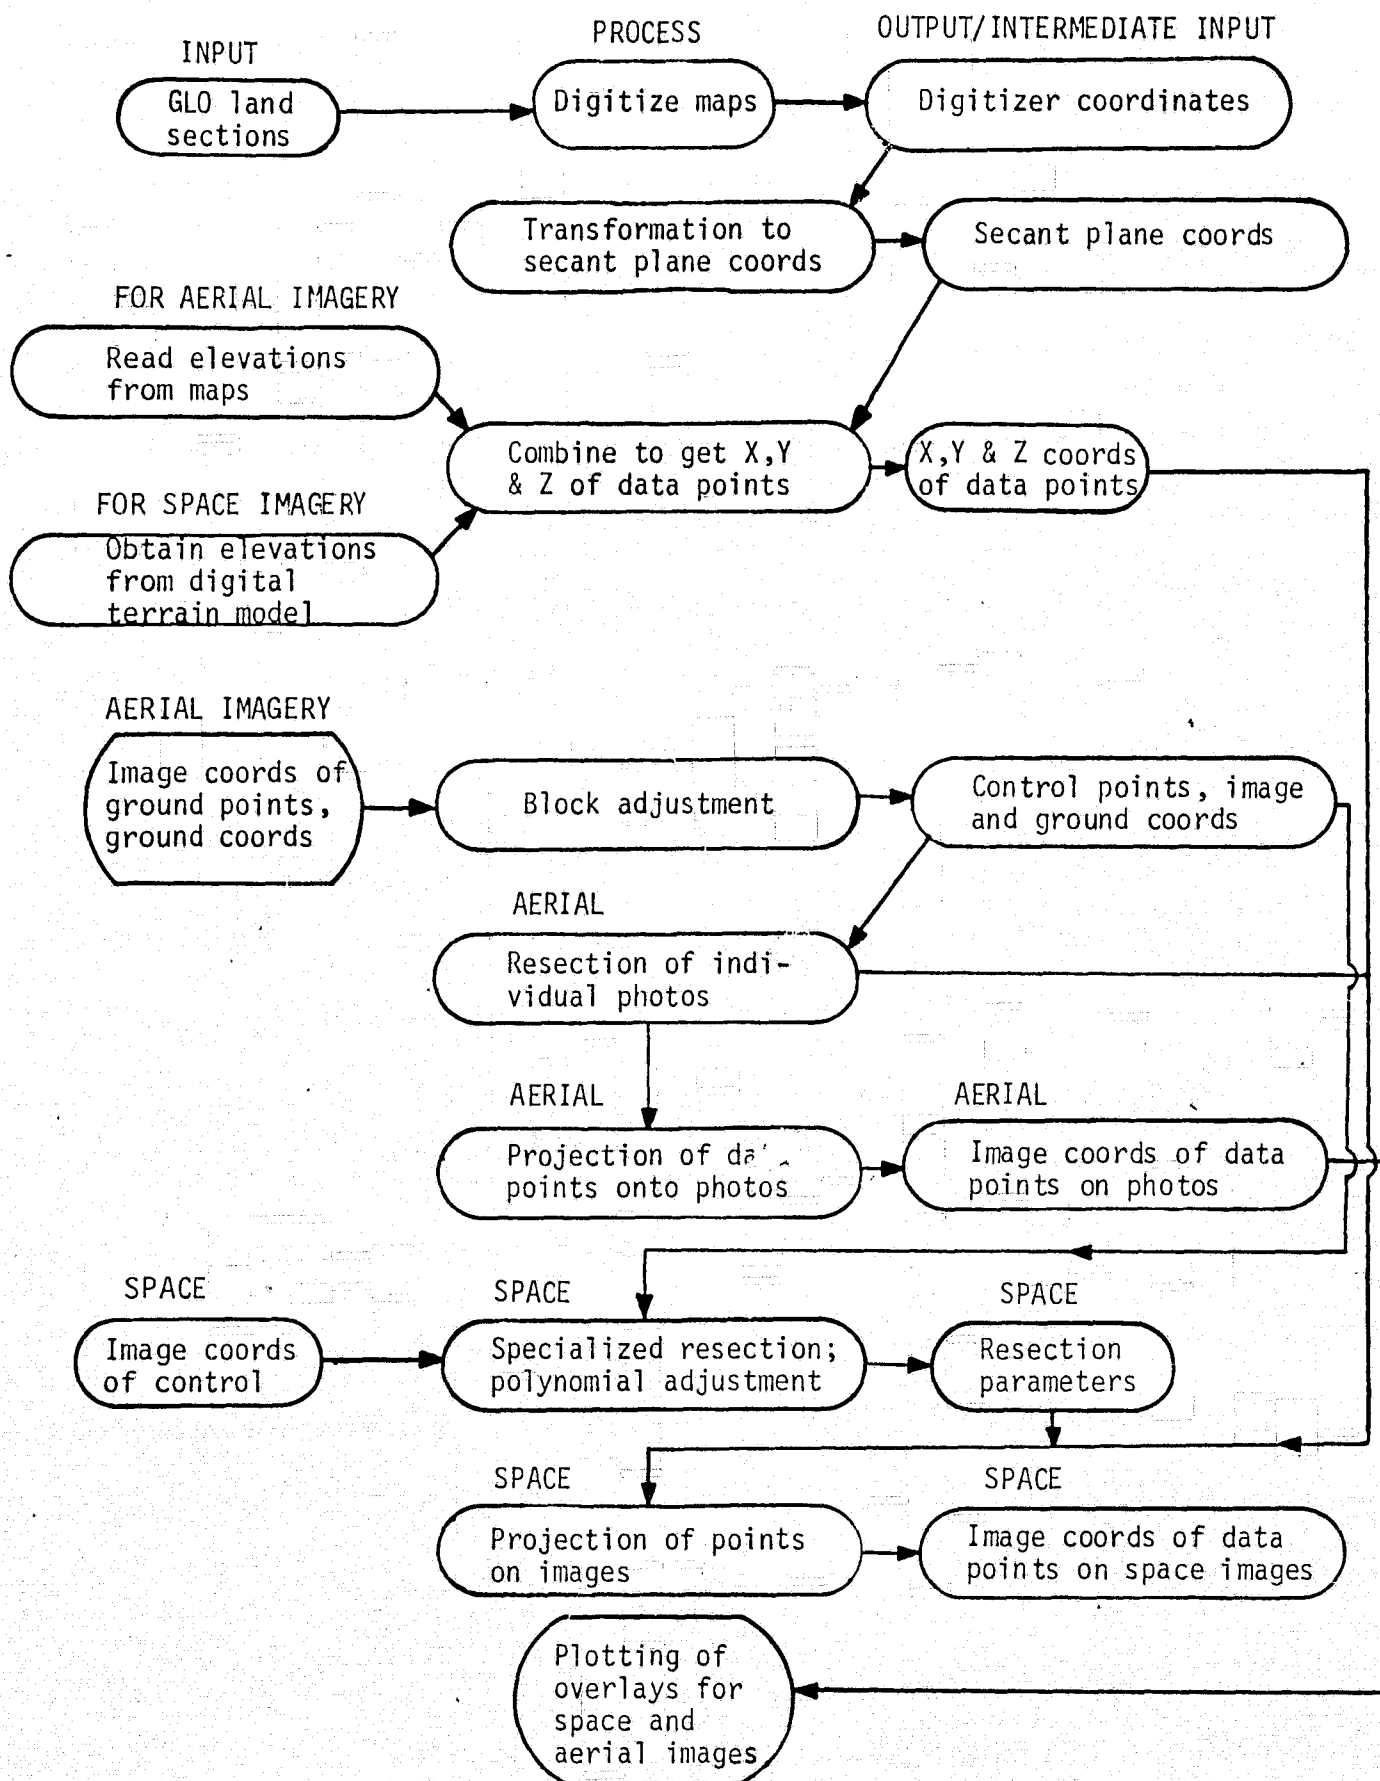 INPUT
PROCESS
OUTPUT/INTERMEDIATE INPUT
GLO land
sections
Digitize maps
Digitizer coordinates
Transformation to
secant plane coords
Secant plane coords
FOR AERIAL IMAGERY
Read elevations
from maps
Combine to get X,Y
& Z of data points
X,Y & Z coords
of data points
FOR SPACE IMAGERY
Obtain elevations
from digital
terrain model
AERIAL IMAGERY
Image coords of
ground points,
ground coords
Block adjustment
Control points, image
and ground coords
AERIAL
Resection of indi-
vidual photos
AERIAL
Projection of
points onto photos
AERIAL
Image coords of data
points on photos
SPACE
Image coords
of control
SPACE
Specialized resection;
polynomial adjustment
SPACE
Resection
parameters
SPACE
Projection of points
on images
SPACE
Image coords of data
points on space images
Plotting of
overlays for
space and
aerial images